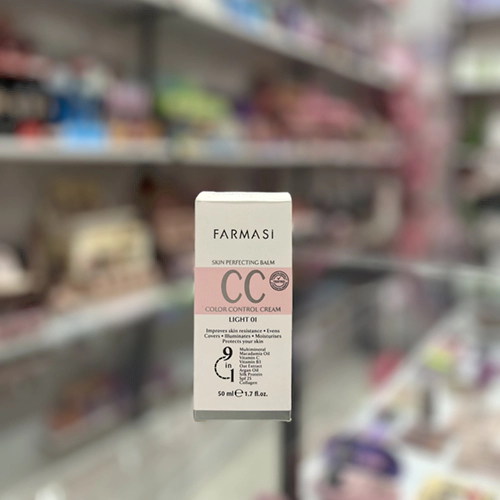 FARMASi
SKIN PERFECTING BALM
CC
COLOR CONTROL CREAM
LIGHT 01
Improves skin resistance • Evens
Covers • Illuminates • Moisturises
Protects your skin
9 in 1
Multimineral
Macadamia Oil
Vitamin C
Vitamin B3
Oat Extract
Argan Oil
Silk Protein
Spf 25
Collagen
50 ml ℮ 1.7 fl.oz.